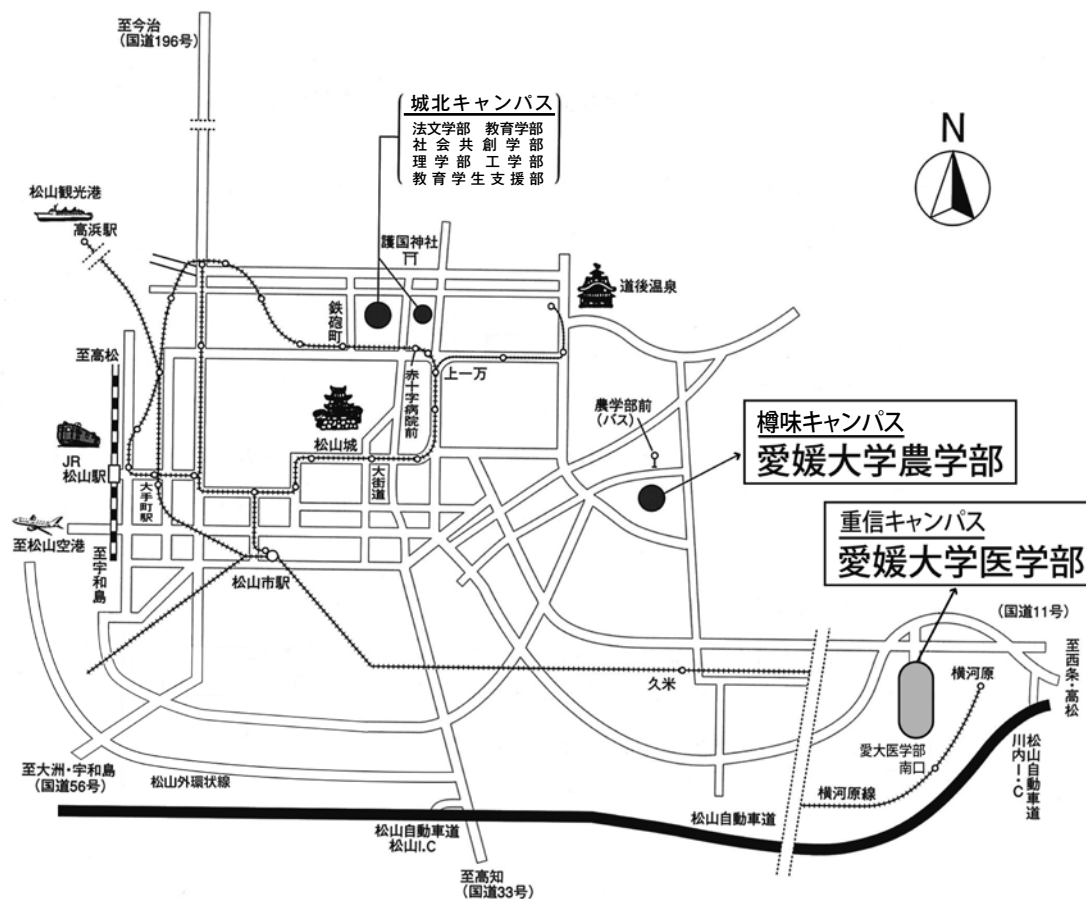 至今治
(国道196号)
城北キャンパス
法文学部 教育学部
社会共創学部
理学部 工学部
教育学生支援部
N
松山観光港
高浜駅
護国神社
道後温泉
鉄砲町
至高松
赤十字病院前
上一万
農学部前
(バス)
樽味キャンパス
愛媛大学農学部
松山城
JR
松山駅
大手町駅
大街道
重信キャンパス
愛媛大学医学部
至松山空港
至宇和島
松山市駅
(国道11号)
至西条・高松
久米
横河原
愛大医学部
南口
松山自動車道
川内I・C
至大洲・宇和島
(国道56号)
松山外環状線
横河原線
松山自動車道
松山I.C
松山自動車道
至高知
(国道33号)